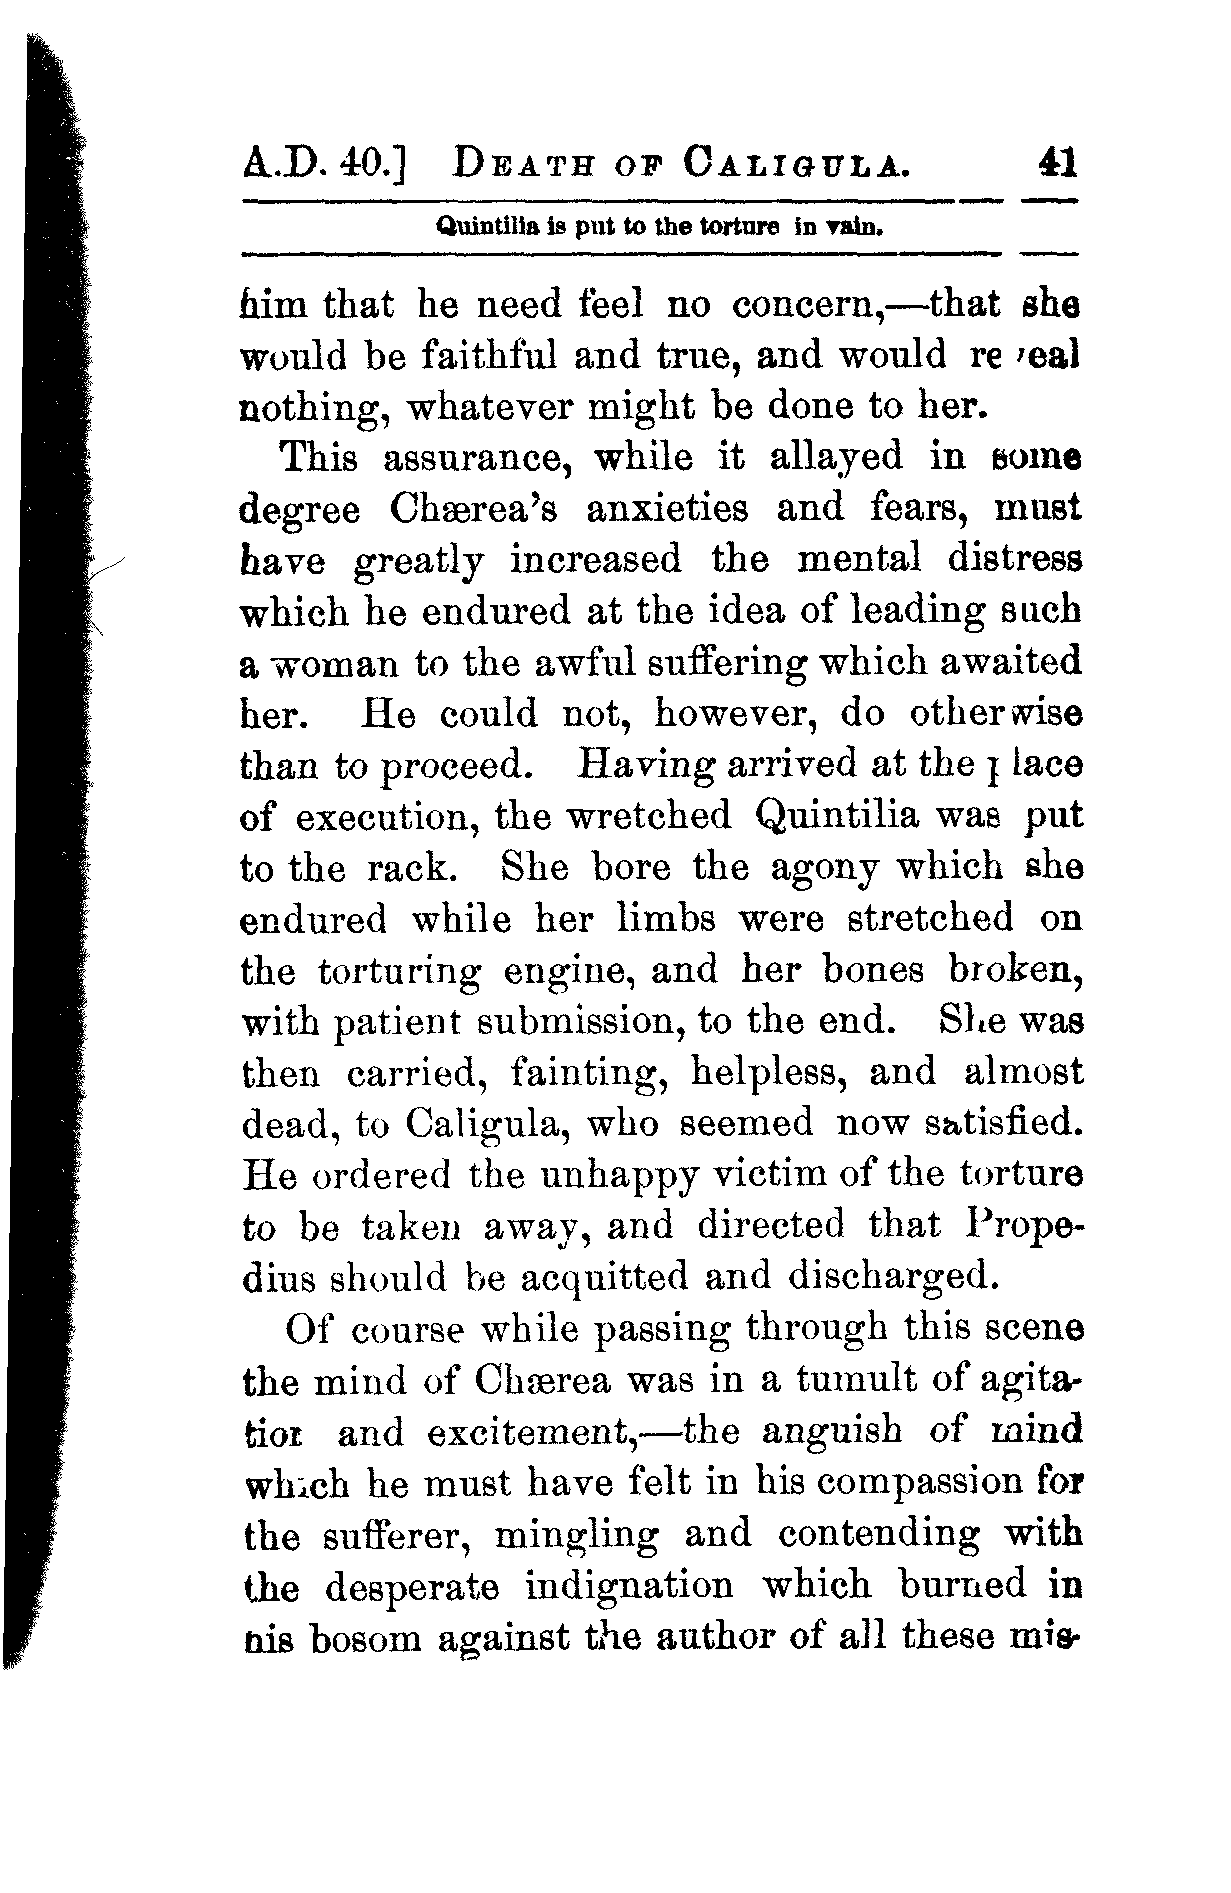 A.D. 40.] DEATH OF CALIGULA. 41
Quintilia is put to the torture in vain.
him that he need feel no concern,—that she
would be faithful and true, and would reveal
nothing, whatever might be done to her.
This assurance, while it allayed in some
degree Chærea's anxieties and fears, must
have greatly increased the mental distress
which he endured at the idea of leading such
a woman to the awful suffering which awaited
her. He could not, however, do otherwise
than to proceed. Having arrived at the place
of execution, the wretched Quintilia was put
to the rack. She bore the agony which she
endured while her limbs were stretched on
the torturing engine, and her bones broken,
with patient submission, to the end. She was
then carried, fainting, helpless, and almost
dead, to Caligula, who seemed now satisfied.
He ordered the unhappy victim of the torture
to be taken away, and directed that Prope-
dius should be acquitted and discharged.
Of course while passing through this scene
the mind of Chærea was in a tumult of agita-
tion and excitement,—the anguish of mind
which he must have felt in his compassion for
the sufferer, mingling and contending with
the desperate indignation which burned in
his bosom against the author of all these mis-